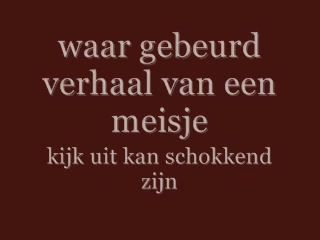 waar gebeurd
verhaal van een
meisje
kijk uit kan schokkend
zijn